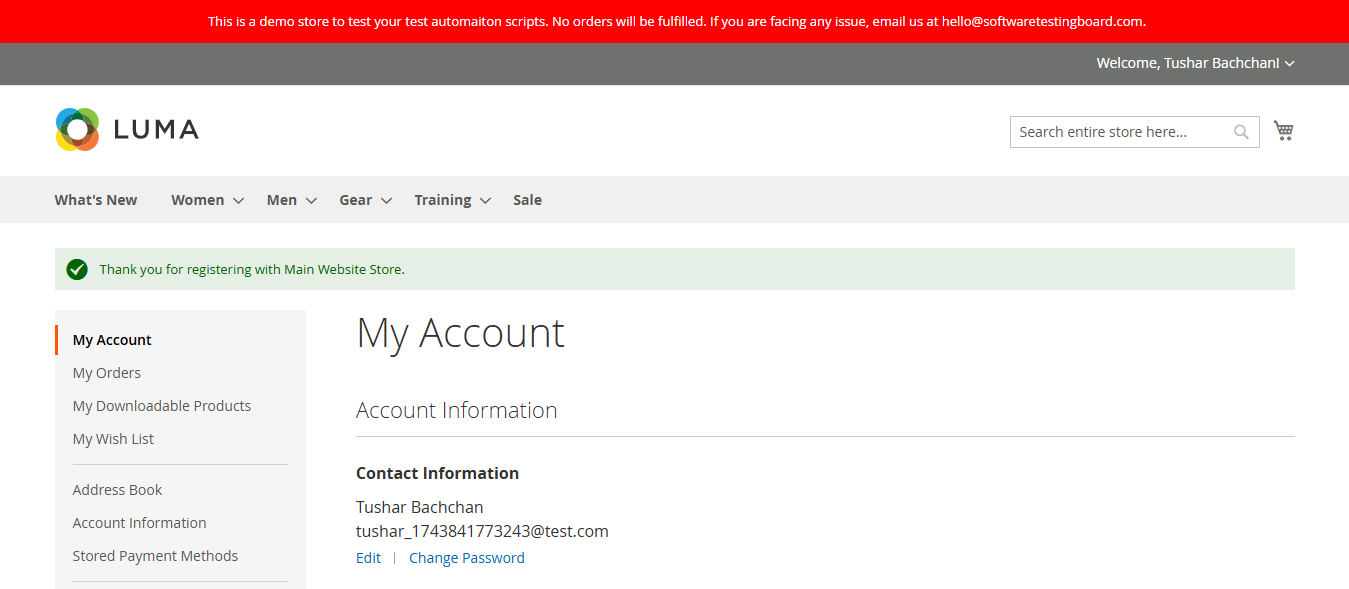 This is a demo store to test your test automaiton scripts. No orders will be fulfilled. If you are facing any issue, email us at hello@softwaretestingboard.com.
Welcome, Tushar Bachchan!
LUMA
Search entire store here...
What's New Women Men Gear Training Sale
Thank you for registering with Main Website Store.
My Account
My Orders
My Downloadable Products
My Wish List
Address Book
Account Information
Stored Payment Methods
My Account
Account Information
Contact Information
Tushar Bachchan
tushar_1743841773243@test.com
Edit | Change Password